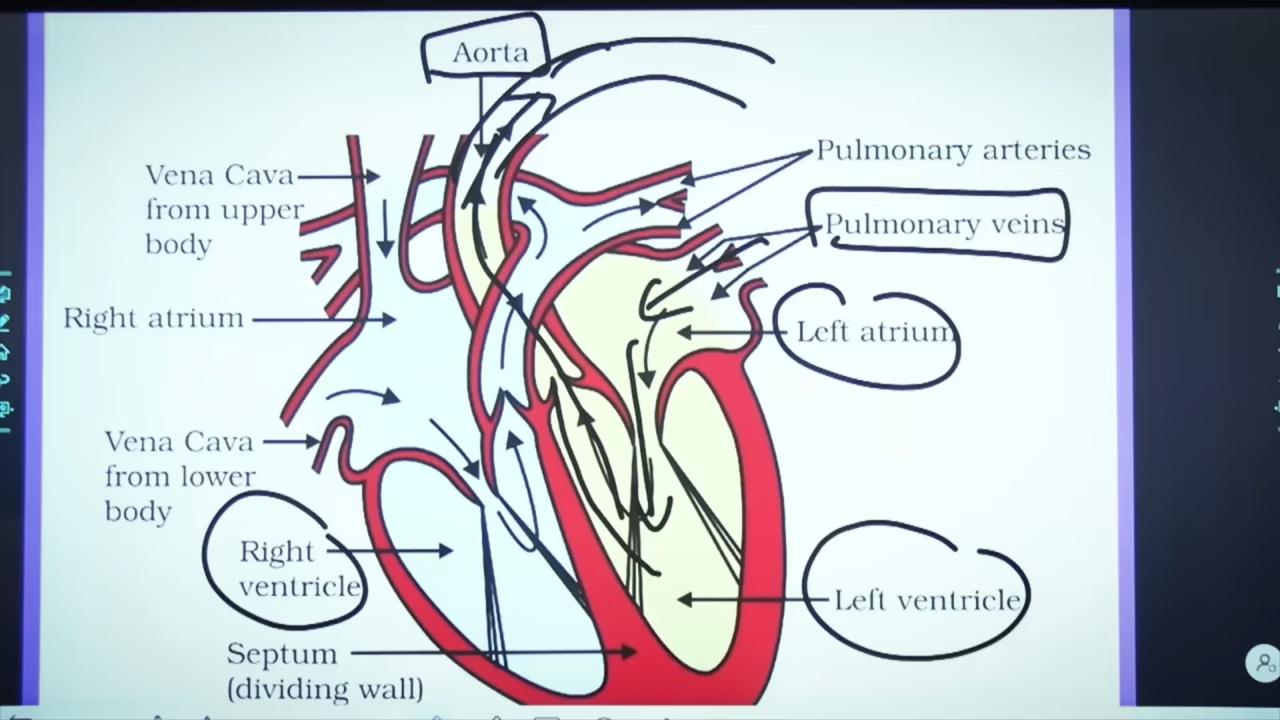 Aorta
Vena Cava
from upper
body
Pulmonary arteries
Pulmonary veins
Right atrium
Left atrium
Vena Cava
from lower
body
Right
ventricle
Left ventricle
Septum
(dividing wall)